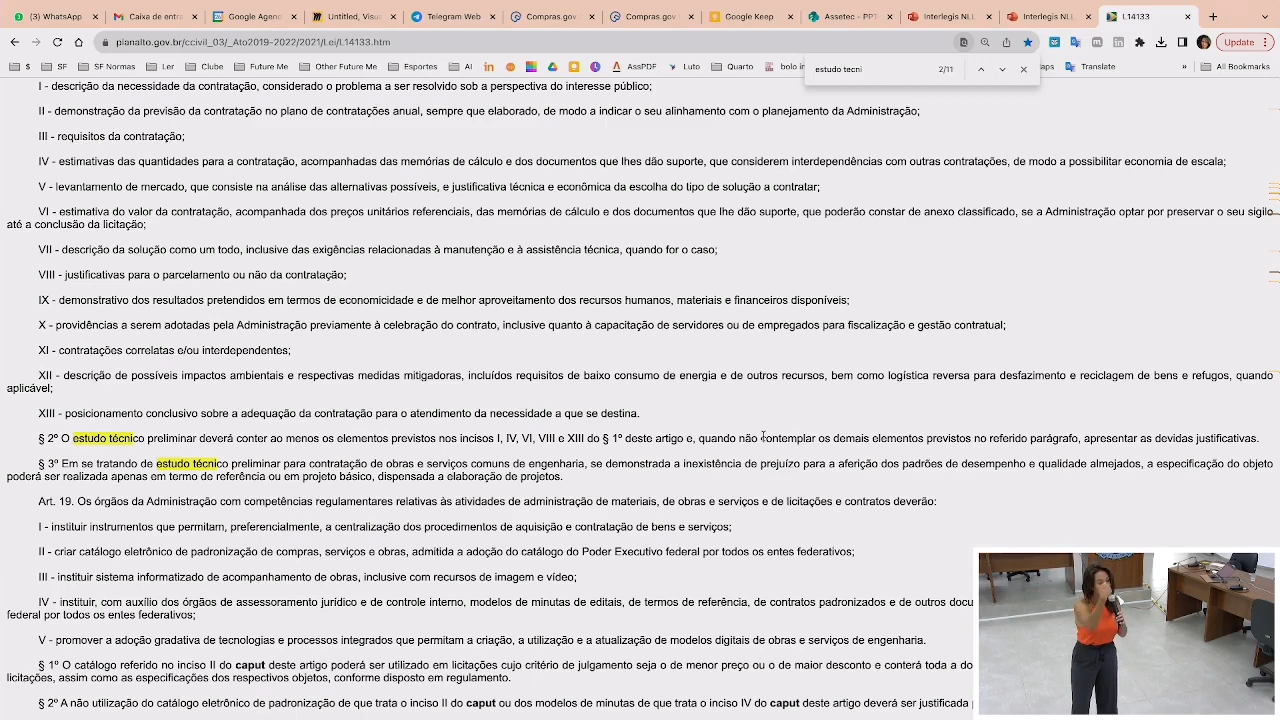 (3) WhatsApp
Caixa de entra
Google Agend
Untitled, Visua
Telegram Web
Compras.gov
Compras.gov
Google Keep
Assetec - PPT
Interlegis NLL
Interlegis NLL
L14133
planalto.gov.br/ccivil_03/_Ato2019-2022/2021/Lei/L14133.htm
Update
S
SF
SF Normas
Ler
Clube
Future Me
Other Future Me
Esportes
AI
AssPDF
Luto
Quarto
bolo in
Maps
Translate
»
All Bookmarks
estudo tecni
2/11
I - descrição da necessidade da contratação, considerado o problema a ser resolvido sob a perspectiva do interesse público;
II - demonstração da previsão da contratação no plano de contratações anual, sempre que elaborado, de modo a indicar o seu alinhamento com o planejamento da Administração;
III - requisitos da contratação;
IV - estimativas das quantidades para a contratação, acompanhadas das memórias de cálculo e dos documentos que lhes dão suporte, que considerem interdependências com outras contratações, de modo a possibilitar economia de escala;
V - levantamento de mercado, que consiste na análise das alternativas possíveis, e justificativa técnica e econômica da escolha do tipo de solução a contratar;
VI - estimativa do valor da contratação, acompanhada dos preços unitários referenciais, das memórias de cálculo e dos documentos que lhe dão suporte, que poderão constar de anexo classificado, se a Administração optar por preservar o seu sigilo
até a conclusão da licitação;
VII - descrição da solução como um todo, inclusive das exigências relacionadas à manutenção e à assistência técnica, quando for o caso;
VIII - justificativas para o parcelamento ou não da contratação;
IX - demonstrativo dos resultados pretendidos em termos de economicidade e de melhor aproveitamento dos recursos humanos, materiais e financeiros disponíveis;
X - providências a serem adotadas pela Administração previamente à celebração do contrato, inclusive quanto à capacitação de servidores ou de empregados para fiscalização e gestão contratual;
XI - contratações correlatas e/ou interdependentes;
XII - descrição de possíveis impactos ambientais e respectivas medidas mitigadoras, incluídos requisitos de baixo consumo de energia e de outros recursos, bem como logística reversa para desfazimento e reciclagem de bens e refugos, quando
aplicável;
XIII - posicionamento conclusivo sobre a adequação da contratação para o atendimento da necessidade a que se destina.
§ 2º O estudo técnico preliminar deverá conter ao menos os elementos previstos nos incisos I, IV, VI, VIII e XIII do § 1º deste artigo e, quando não contemplar os demais elementos previstos no referido parágrafo, apresentar as devidas justificativas.
§ 3º Em se tratando de estudo técnico preliminar para contratação de obras e serviços comuns de engenharia, se demonstrada a inexistência de prejuízo para a aferição dos padrões de desempenho e qualidade almejados, a especificação do objeto
poderá ser realizada apenas em termo de referência ou em projeto básico, dispensada a elaboração de projetos.
Art. 19. Os órgãos da Administração com competências regulamentares relativas às atividades de administração de materiais, de obras e serviços e de licitações e contratos deverão:
I - instituir instrumentos que permitam, preferencialmente, a centralização dos procedimentos de aquisição e contratação de bens e serviços;
II - criar catálogo eletrônico de padronização de compras, serviços e obras, admitida a adoção do catálogo do Poder Executivo federal por todos os entes federativos;
III - instituir sistema informatizado de acompanhamento de obras, inclusive com recursos de imagem e vídeo;
IV - instituir, com auxílio dos órgãos de assessoramento jurídico e de controle interno, modelos de minutas de editais, de termos de referência, de contratos padronizados e de outros docu
federal por todos os entes federativos;
V - promover a adoção gradativa de tecnologias e processos integrados que permitam a criação, a utilização e a atualização de modelos digitais de obras e serviços de engenharia.
§ 1º O catálogo referido no inciso II do caput deste artigo poderá ser utilizado em licitações cujo critério de julgamento seja o de menor preço ou o de maior desconto e conterá toda a do
licitações, assim como as especificações dos respectivos objetos, conforme disposto em regulamento.
§ 2º A não utilização do catálogo eletrônico de padronização de que trata o inciso II do caput ou dos modelos de minutas de que trata o inciso IV do caput deste artigo deverá ser justificada